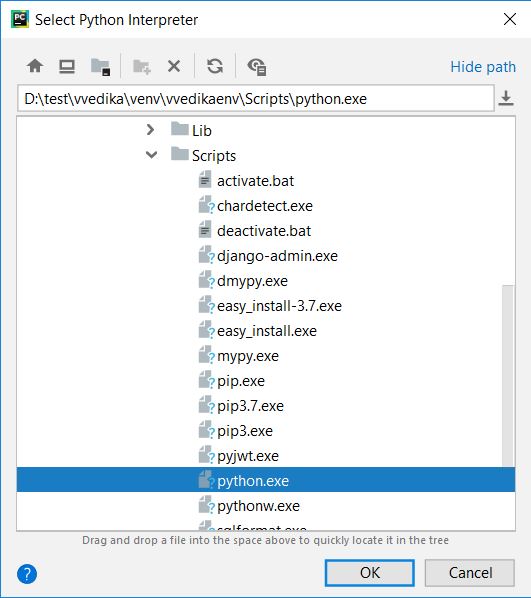 PC
Select Python Interpreter
Hide path
D:\test\vvedika\venv\vvedikaenv\Scripts\python.exe
Lib
Scripts
activate.bat
chardetect.exe
deactivate.bat
django-admin.exe
dmypy.exe
easy_install-3.7.exe
easy_install.exe
mypy.exe
pip.exe
pip3.7.exe
pip3.exe
pyjwt.exe
python.exe
pythonw.exe
sqlformat.exe
Drag and drop a file into the space above to quickly locate it in the tree
?
OK
Cancel